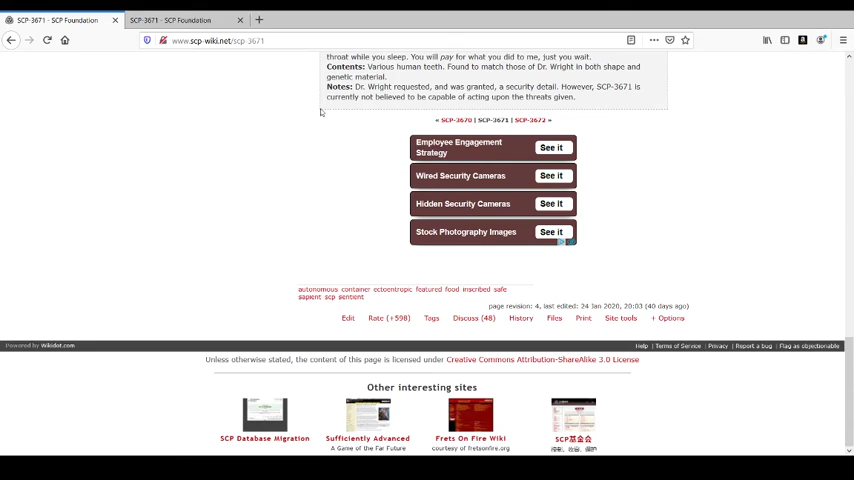 SCP-3671 - SCP Foundation
SCP-3671 - SCP Foundation
www.scp-wiki.net/scp-3671
throat while you sleep. You will pay for what you did to me, just you wait.
Contents: Various human teeth. Found to match those of Dr. Wright in both shape and
genetic material.
Notes: Dr. Wright requested, and was granted, a security detail. However, SCP-3671 is
currently not believed to be capable of acting upon the threats given.
« SCP-3670 | SCP-3671 | SCP-3672 »
Employee Engagement
Strategy
See it
Wired Security Cameras See it
Hidden Security Cameras See it
Stock Photography Images See it
autonomous container ectoentropic featured food inscribed safe
sapient scp sentient
page revision: 4, last edited: 24 Jan 2020, 20:03 (40 days ago)
Edit Rate (+598) Tags Discuss (48) History Files Print Site tools + Options
Powered by Wikidot.com Help | Terms of Service | Privacy | Report a bug | Flag as objectionable
Unless otherwise stated, the content of this page is licensed under Creative Commons Attribution-ShareAlike 3.0 License
Other interesting sites
SCP Database Migration Sufficiently Advanced Frets On Fire Wiki SCP基金会
A Game of the Far Future courtesy of fretsonfire.org